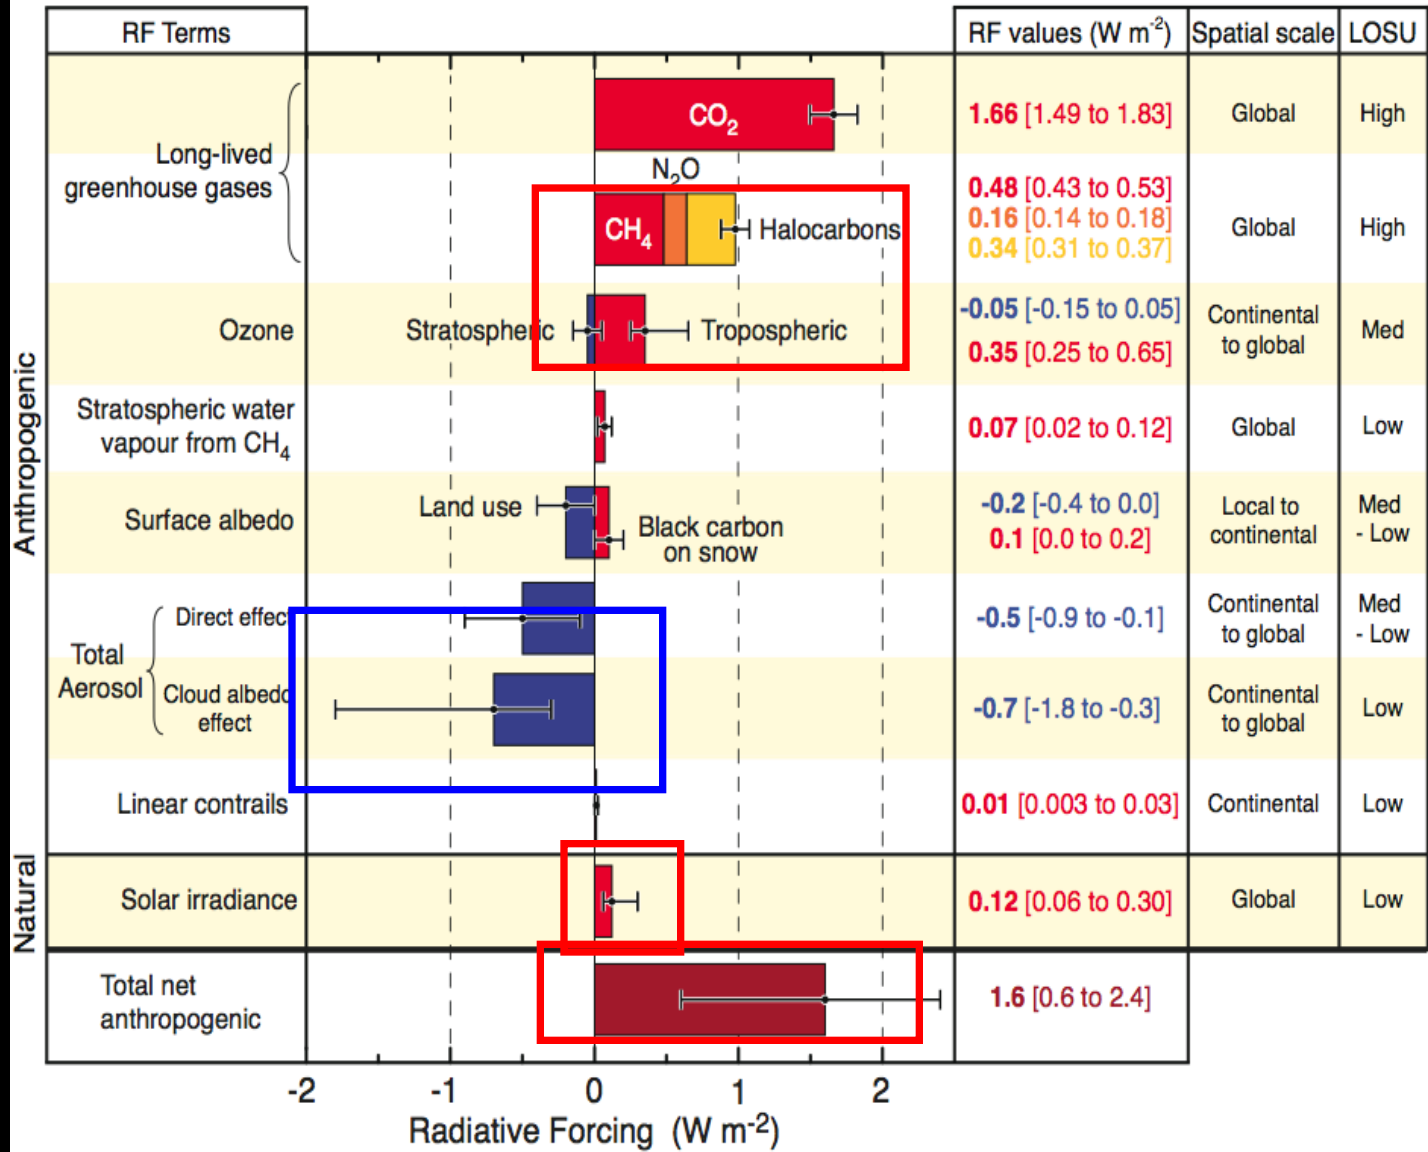 RF Terms
RF values (W m⁻²)
Spatial scale
LOSU
Anthropogenic
Long-lived
greenhouse gases
CO₂
1.66 [1.49 to 1.83]
Global
High
N₂O
CH₄
Halocarbons
0.48 [0.43 to 0.53]
0.16 [0.14 to 0.18]
0.34 [0.31 to 0.37]
Global
High
Ozone
Stratospheric
Tropospheric
-0.05 [-0.15 to 0.05]
0.35 [0.25 to 0.65]
Continental
to global
Med
Stratospheric water
vapour from CH₄
0.07 [0.02 to 0.12]
Global
Low
Surface albedo
Land use
Black carbon
on snow
-0.2 [-0.4 to 0.0]
0.1 [0.0 to 0.2]
Local to
continental
Med
- Low
Total
Aerosol
Direct effect
-0.5 [-0.9 to -0.1]
Continental
to global
Med
- Low
Cloud albedo
effect
-0.7 [-1.8 to -0.3]
Continental
to global
Low
Linear contrails
0.01 [0.003 to 0.03]
Continental
Low
Natural
Solar irradiance
0.12 [0.06 to 0.30]
Global
Low
Total net
anthropogenic
1.6 [0.6 to 2.4]
-2 -1 0 1 2
Radiative Forcing (W m⁻²)